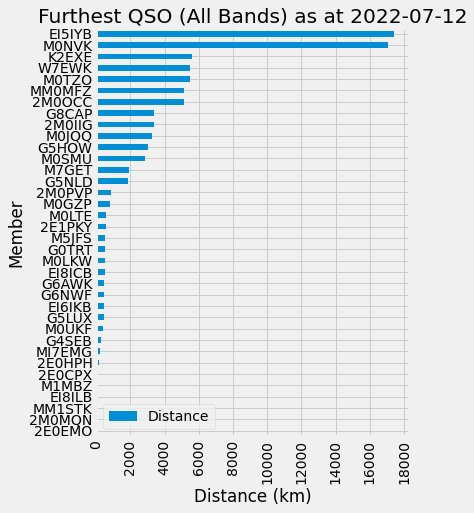 Furthest QSO (All Bands) as at 2022-07-12
EI5IYB
M0NVK
K2EXE
W7EWK
M0TZO
MM0MFZ
2M0OCC
G8CAP
2M0IIG
M0JQQ
G5HOW
M0SMU
M7GET
G5NLD
2M0PVP
M0GZP
M0LTE
2E1PKY
M5JFS
G0TRT
M0LKW
EI8ICB
G6AWK
G6NWF
EI6IKB
G5LUX
M0UKF
G4SEB
MI7EMG
2E0HPH
2E0CPX
M1MBZ
EI8ILB
MM1STK
2M0MQN
2E0EMO
Member
Distance
0 2000 4000 6000 8000 10000 12000 14000 16000 18000
Distance (km)